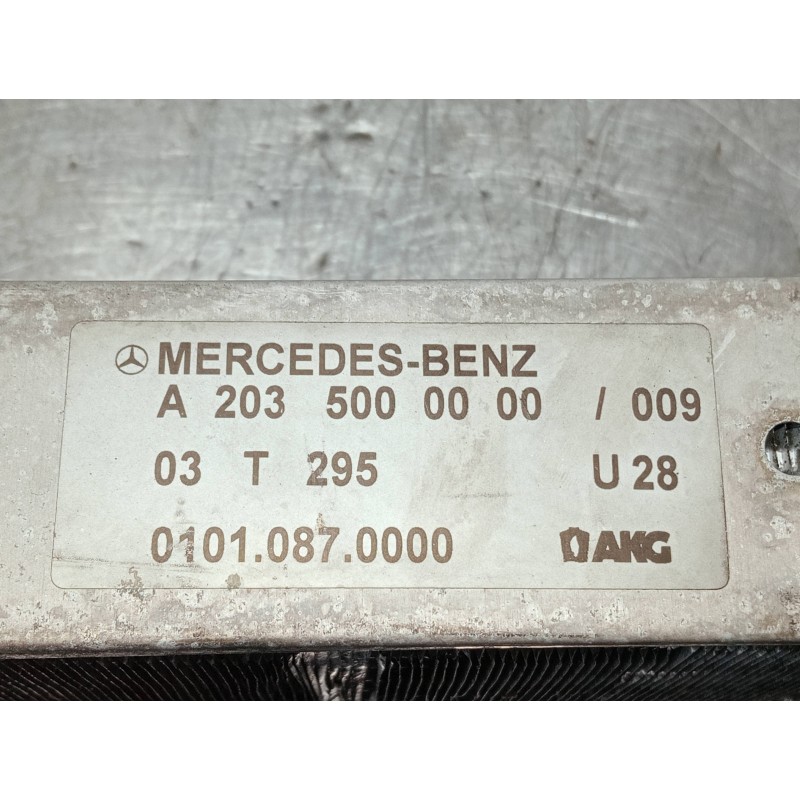 MERCEDES-BENZ
A 203 500 00 00 / 009
03 T 295 U 28
0101.087.0000 AKG